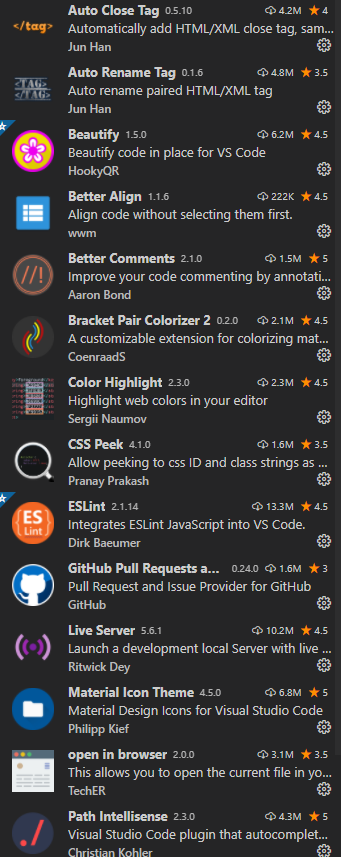 </tag>
Auto Close Tag 0.5.10 4.2M 4
Automatically add HTML/XML close tag, sam...
Jun Han
<TAG>
</TAG>
Auto Rename Tag 0.1.6 4.8M 3.5
Auto rename paired HTML/XML tag
Jun Han
Beautify 1.5.0 6.2M 4.5
Beautify code in place for VS Code
HookyQR
Better Align 1.1.6 222K 4.5
Align code without selecting them first.
wwm
//!
Better Comments 2.1.0 1.5M 5
Improve your code commenting by annotati...
Aaron Bond
Bracket Pair Colorizer 2 0.2.0 2.1M 4.5
A customizable extension for colorizing mat...
CoenraadS
Color Highlight 2.3.0 2.3M 4.5
Highlight web colors in your editor
Sergii Naumov
CSS Peek 4.1.0 1.6M 3.5
Allow peeking to css ID and class strings as ...
Pranay Prakash
ES
Lint
ESLint 2.1.14 13.3M 4.5
Integrates ESLint JavaScript into VS Code.
Dirk Baeumer
GitHub Pull Requests a... 0.24.0 1.6M 3
Pull Request and Issue Provider for GitHub
GitHub
Live Server 5.6.1 10.2M 4.5
Launch a development local Server with live ...
Ritwick Dey
Material Icon Theme 4.5.0 6.8M 5
Material Design Icons for Visual Studio Code
Philipp Kief
open in browser 2.0.0 3.1M 3.5
This allows you to open the current file in yo...
TechER
./
Path Intellisense 2.3.0 4.3M 5
Visual Studio Code plugin that autocomplet...
Christian Kohler